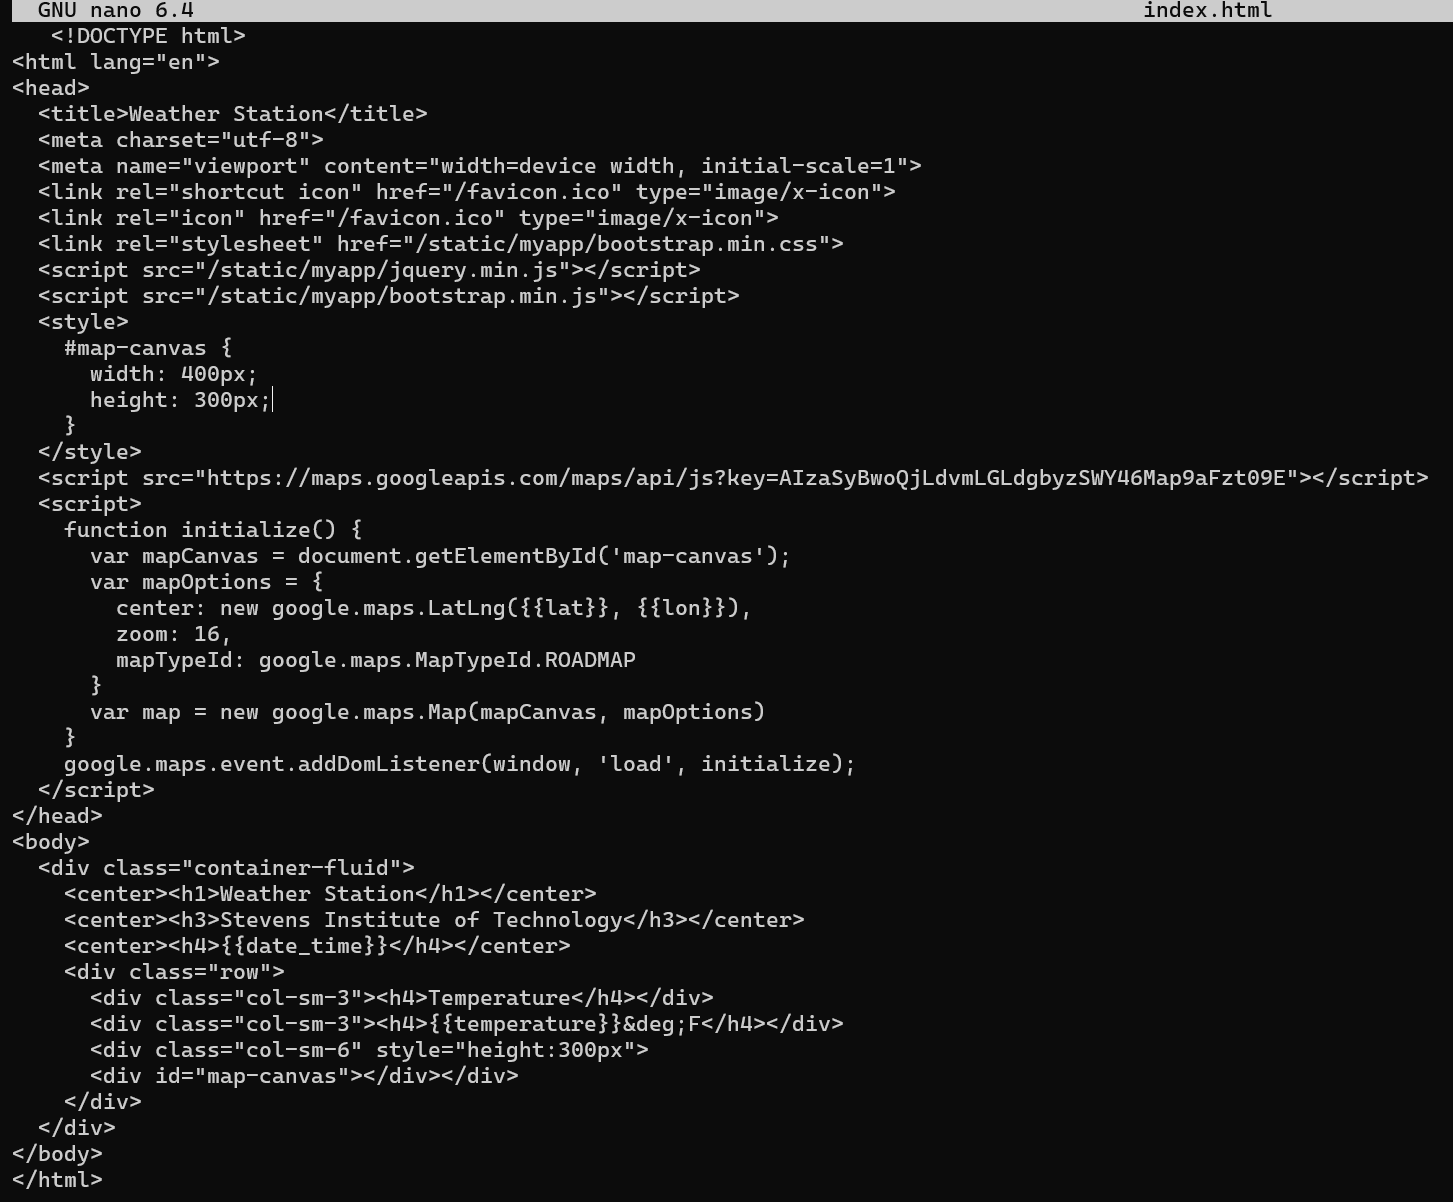 GNU nano 6.4 index.html
<!DOCTYPE html>
<html lang="en">
<head>
<title>Weather Station</title>
<meta charset="utf-8">
<meta name="viewport" content="width=device width, initial-scale=1">
<link rel="shortcut icon" href="/favicon.ico" type="image/x-icon">
<link rel="icon" href="/favicon.ico" type="image/x-icon">
<link rel="stylesheet" href="/static/myapp/bootstrap.min.css">
<script src="/static/myapp/jquery.min.js"></script>
<script src="/static/myapp/bootstrap.min.js"></script>
<style>
#map-canvas {
width: 400px;
height: 300px;
}
</style>
<script src="https://maps.googleapis.com/maps/api/js?key=AIzaSyBwoQjLdvmLGLdgbyzSWY46Map9aFzt09E"></script>
<script>
function initialize() {
var mapCanvas = document.getElementById('map-canvas');
var mapOptions = {
center: new google.maps.LatLng({{lat}}, {{lon}}),
zoom: 16,
mapTypeId: google.maps.MapTypeId.ROADMAP
}
var map = new google.maps.Map(mapCanvas, mapOptions)
}
google.maps.event.addDomListener(window, 'load', initialize);
</script>
</head>
<body>
<div class="container-fluid">
<center><h1>Weather Station</h1></center>
<center><h3>Stevens Institute of Technology</h3></center>
<center><h4>{{date_time}}</h4></center>
<div class="row">
<div class="col-sm-3"><h4>Temperature</h4></div>
<div class="col-sm-3"><h4>{{temperature}}&deg;F</h4></div>
<div class="col-sm-6" style="height:300px">
<div id="map-canvas"></div></div>
</div>
</div>
</body>
</html>